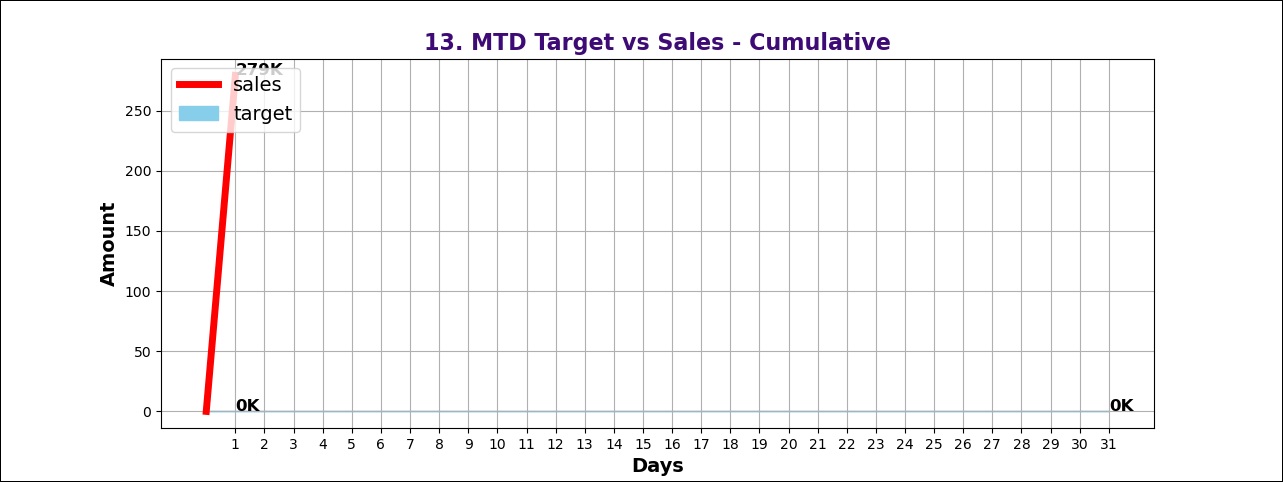 13. MTD Target vs Sales - Cumulative
279K
sales
target
250
200
150
100
50
0
Amount
0K
0K
1 2 3 4 5 6 7 8 9 10 11 12 13 14 15 16 17 18 19 20 21 22 23 24 25 26 27 28 29 30 31
Days